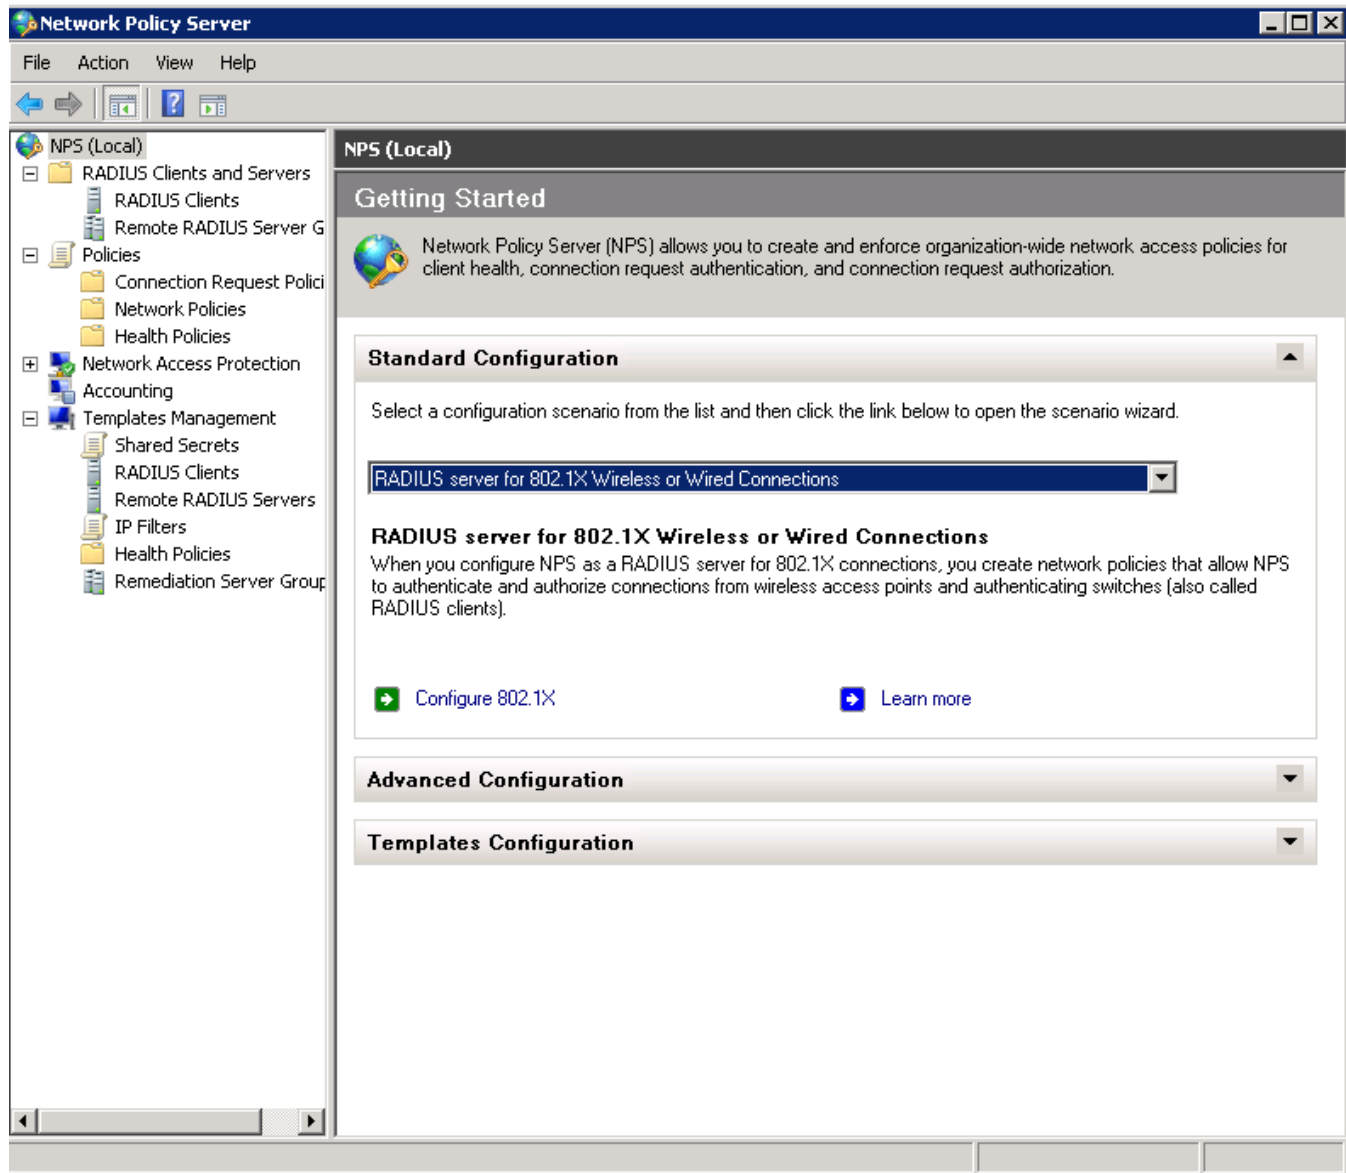 Network Policy Server
File Action View Help
NPS (Local)
RADIUS Clients and Servers
RADIUS Clients
Remote RADIUS Server G
Policies
Connection Request Polici
Network Policies
Health Policies
Network Access Protection
Accounting
Templates Management
Shared Secrets
RADIUS Clients
Remote RADIUS Servers
IP Filters
Health Policies
Remediation Server Group
NPS (Local)
Getting Started
Network Policy Server (NPS) allows you to create and enforce organization-wide network access policies for
client health, connection request authentication, and connection request authorization.
Standard Configuration
Select a configuration scenario from the list and then click the link below to open the scenario wizard.
RADIUS server for 802.1X Wireless or Wired Connections
RADIUS server for 802.1X Wireless or Wired Connections
When you configure NPS as a RADIUS server for 802.1X connections, you create network policies that allow NPS
to authenticate and authorize connections from wireless access points and authenticating switches (also called
RADIUS clients).
Configure 802.1X
Learn more
Advanced Configuration
Templates Configuration